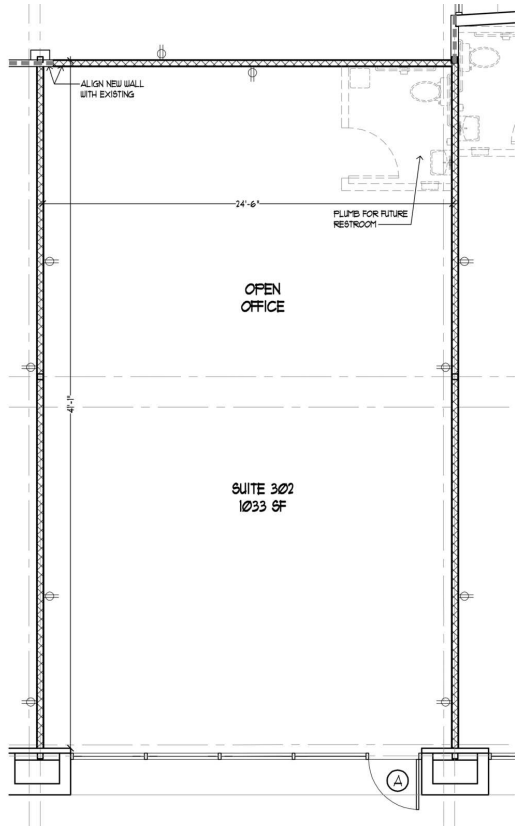 ALIGN NEW WALL
WITH EXISTING
24'-6"
PLUMB FOR FUTURE
RESTROOM
OPEN
OFFICE
41'-1"
SUITE 302
1033 SF
A